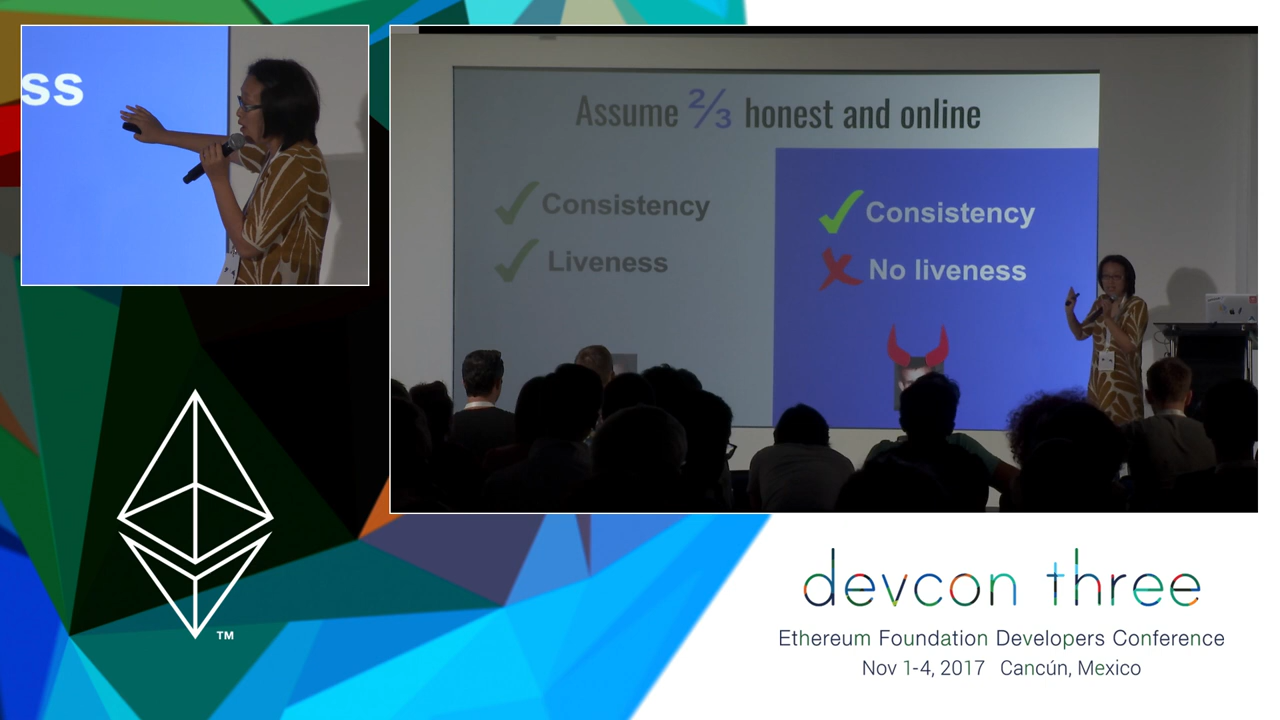 ss
Assume 2/3 honest and online
Consistency
Liveness
Consistency
No liveness
TM
devcon three
Ethereum Foundation Developers Conference
Nov 1-4, 2017 Cancún, Mexico